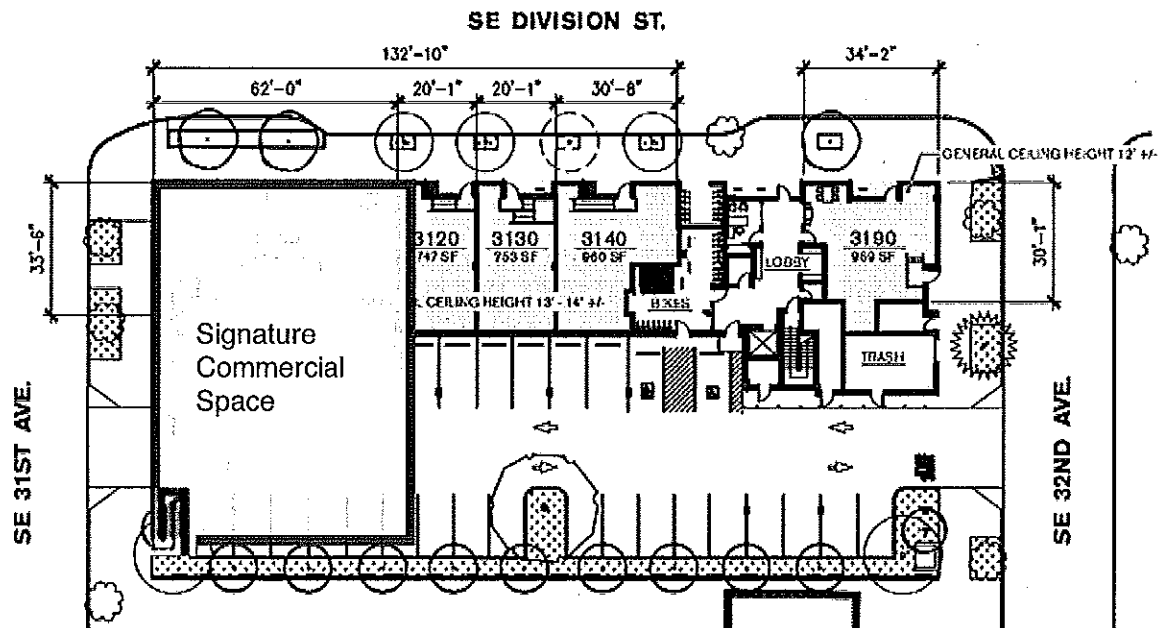 SE DIVISION ST.
132'-10"
34'-2"
62'-0"
20'-1"
20'-1"
30'-8"
GENERAL CEILING HEIGHT 12' +/-
33'-6"
30'-1"
3120
747 SF
3130
753 SF
3140
960 SF
3190
969 SF
LOBBY
CEILING HEIGHT 13' - 14' +/-
BIKES
TRASH
Signature
Commercial
Space
SE 31ST AVE.
SE 32ND AVE.